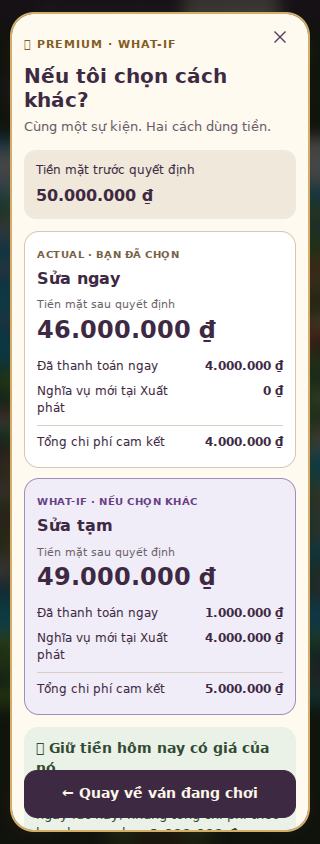 PREMIUM · WHAT-IF
Nếu tôi chọn cách
khác?
Cùng một sự kiện. Hai cách dùng tiền.
Tiền mặt trước quyết định
50.000.000 ₫
ACTUAL · BẠN ĐÃ CHỌN
Sửa ngay
Tiền mặt sau quyết định
46.000.000 ₫
Đã thanh toán ngay 4.000.000 ₫
Nghĩa vụ mới tại Xuất 0 ₫
phát
Tổng chi phí cam kết 4.000.000 ₫
WHAT-IF · NẾU CHỌN KHÁC
Sửa tạm
Tiền mặt sau quyết định
49.000.000 ₫
Đã thanh toán ngay 1.000.000 ₫
Nghĩa vụ mới tại Xuất 4.000.000 ₫
phát
Tổng chi phí cam kết 5.000.000 ₫
Giữ tiền hôm nay có giá của
nó
← Quay về ván đang chơi